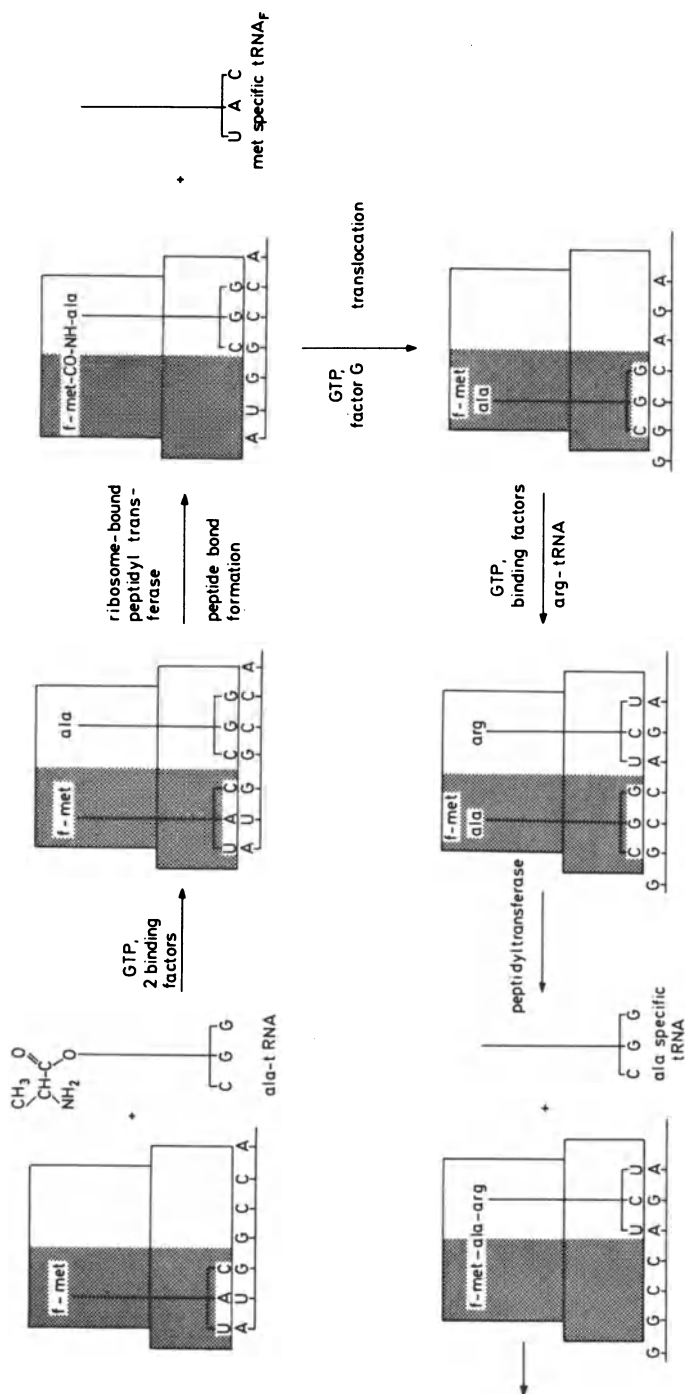 f-met
U A C
A U G G C C A
+
CH3
O
CH-C
NH2
O
C G G
ala-t RNA
GTP,
2 binding
factors
f-met ala
U A C C G G
A U G G C C A
ribosome-bound
peptidyl trans-
ferase
peptide bond
formation
f-met-CO-NH-ala
C G G
A U G G C C A
+
U A C
met specific tRNAF
GTP,
factor G
translocation
f-met
ala
C G G
G G C C A G A
GTP,
binding factors
arg-tRNA
f-met
ala arg
C G G U C U
G G C C A G A
peptidyltransferase
f-met-ala-arg
U C U
G G C C A G A
+
C G G
ala specific
tRNA